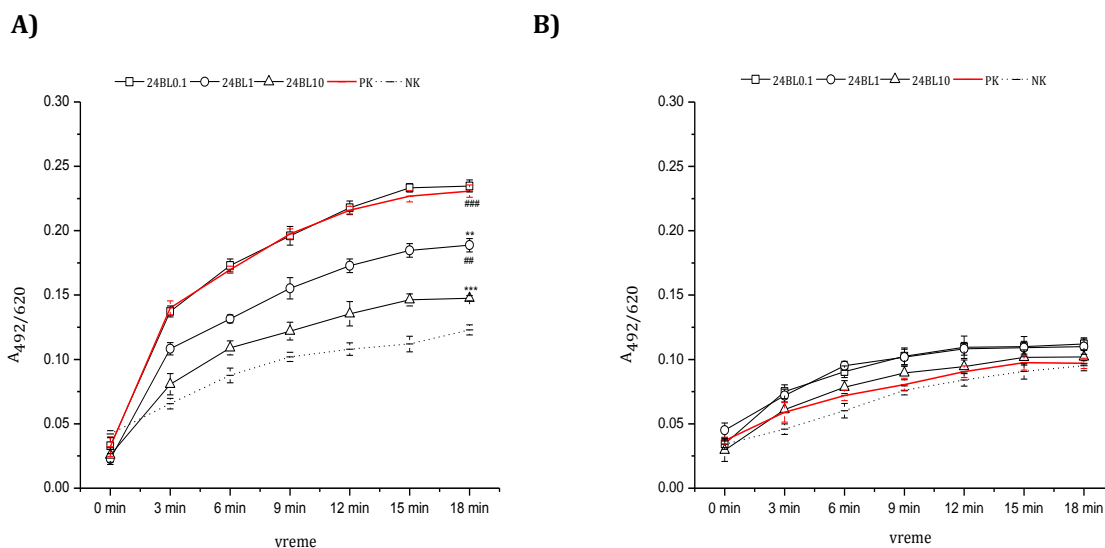 A)
24BL0.1 24BL1 24BL10 PK NK
0.30
0.25
0.20
0.15
0.10
0.05
0.00
A492/620
###
**
##
***
0 min 3 min 6 min 9 min 12 min 15 min 18 min
vreme
B)
24BL0.1 24BL1 24BL10 PK NK
0.30
0.25
0.20
0.15
0.10
0.05
0.00
A492/620
0 min 3 min 6 min 9 min 12 min 15 min 18 min
vreme